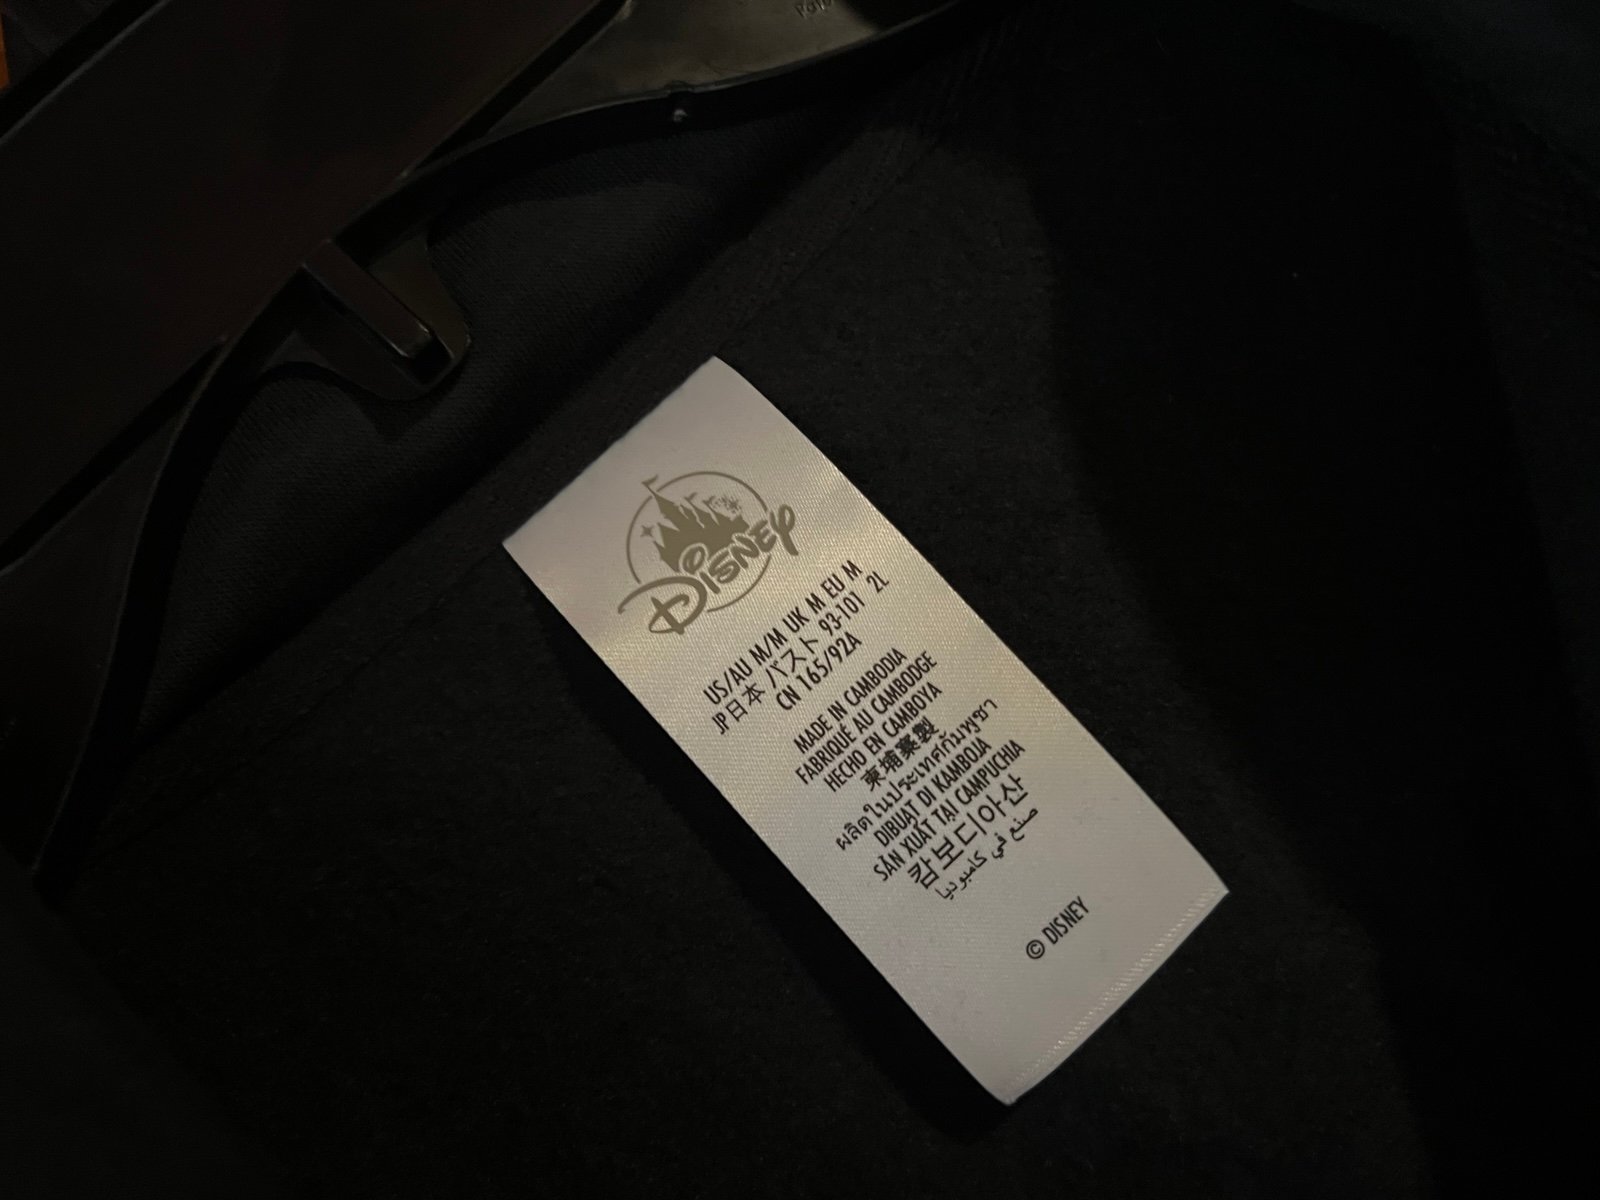 Disney
US/AU M/M UK M EU M
JP日本 バスト 93-101 2L
CN 165/92A
MADE IN CAMBODIA
FABRIQUÉ AU CAMBODGE
HECHO EN CAMBOYA
柬埔寨製
ผลิตในประเทศกัมพูชา
DIBUAT DI KAMBOJA
SẢN XUẤT TẠI CAMPUCHIA
캄보디아산
صنع في كامبوديا
© DISNEY